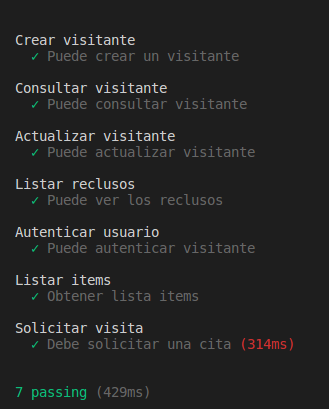 Crear visitante
✓ Puede crear un visitante
Consultar visitante
✓ Puede consultar visitante
Actualizar visitante
✓ Puede actualizar visitante
Listar reclusos
✓ Puede ver los reclusos
Autenticar usuario
✓ Puede autenticar visitante
Listar items
✓ Obtener lista items
Solicitar visita
✓ Debe solicitar una cita (314ms)
7 passing (429ms)